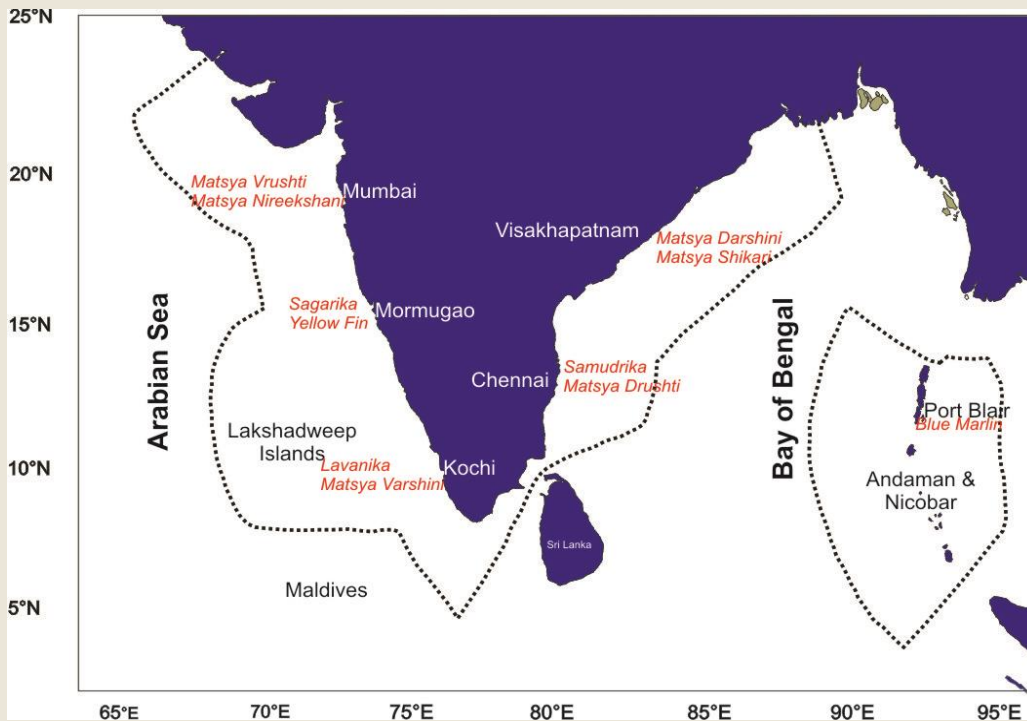 25°N
20°N
Matsya Vrushti
Matsya Nireekshani
Mumbai
Visakhapatnam
Matsya Darshini
Matsya Shikari
15°N
Arabian Sea
Sagarika
Yellow Fin
Mormugao
Chennai
Samudrika
Matsya Drushti
Bay of Bengal
Port Blair
Blue Marlin
Lakshadweep
Islands
10°N
Lavanika
Matsya Varshini
Kochi
Andaman &
Nicobar
Sri Lanka
Maldives
5°N
65°E
70°E
75°E
80°E
85°E
90°E
95°E